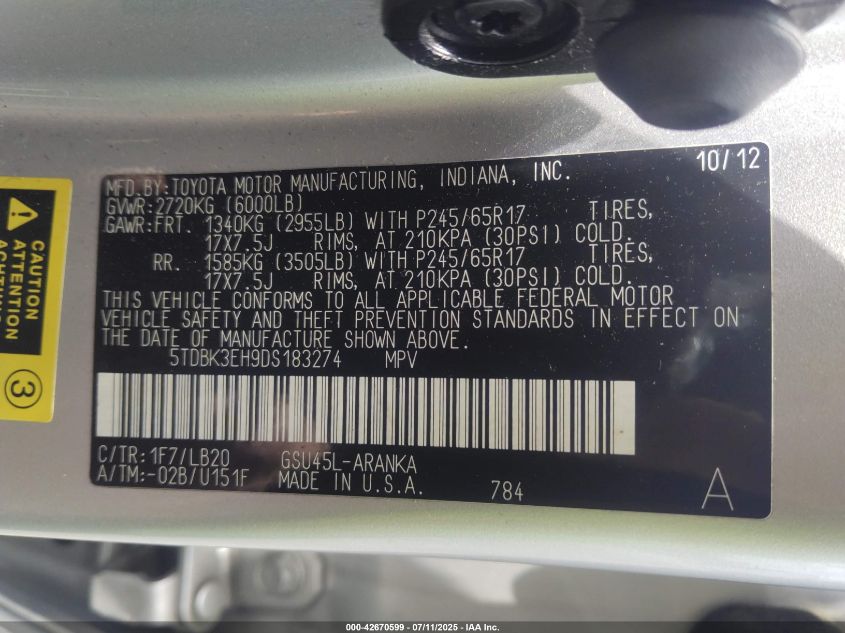 10/12
MFD.BY:TOYOTA MOTOR MANUFACTURING, INDIANA, INC.
GVWR:2720KG (6000LB)
GAWR:FRT. 1340KG (2955LB) WITH P245/65R17 TIRES,
17X7.5J RIMS, AT 210KPA (30PSI) COLD.
RR. 1585KG (3505LB) WITH P245/65R17 TIRES,
17X7.5J RIMS, AT 210KPA (30PSI) COLD.
THIS VEHICLE CONFORMS TO ALL APPLICABLE FEDERAL MOTOR
VEHICLE SAFETY AND THEFT PREVENTION STANDARDS IN EFFECT ON
THE DATE OF MANUFACTURE SHOWN ABOVE.
5TDBK3EH9DS183274 MPV
C/TR:1F7/LB20 GSU45L-ARANKA
A/TM:-02B/U151F MADE IN U.S.A. 784 A
CAUTION
3
000-42670599 - 07/11/2025 - IAA Inc.